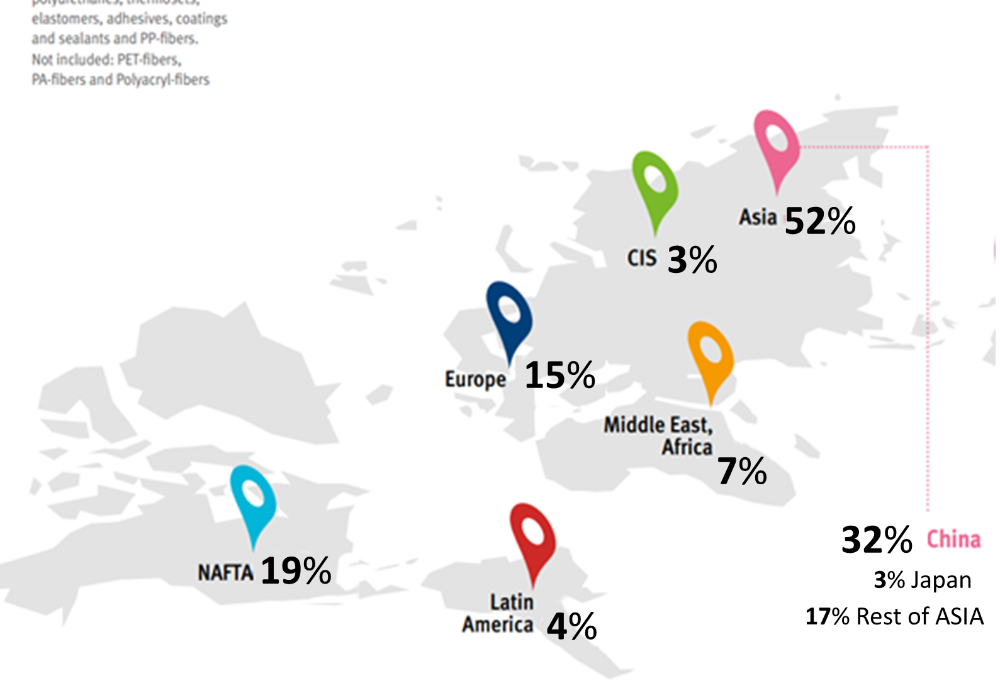 polyurethanes, thermosets,
elastomers, adhesives, coatings
and sealants and PP-fibers.
Not included: PET-fibers,
PA-fibers and Polyacryl-fibers
Asia 52%
CIS 3%
Europe 15%
Middle East,
Africa
7%
NAFTA 19%
Latin
America 4%
32% China
3% Japan
17% Rest of ASIA